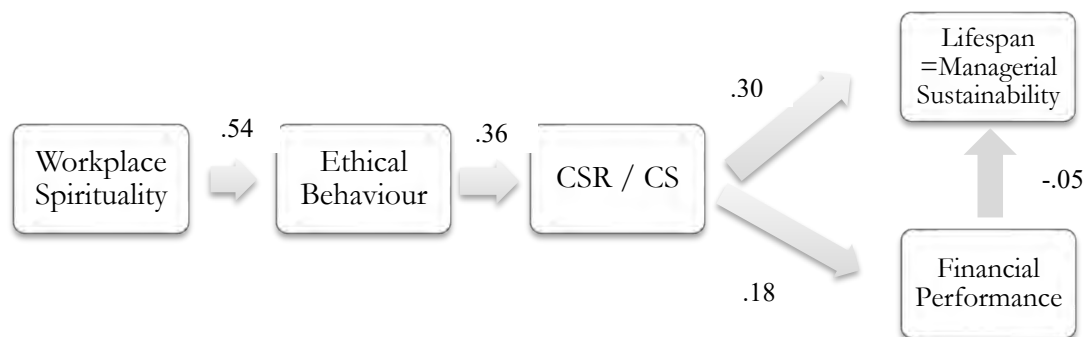 Workplace
Spirituality
.54
Ethical
Behaviour
.36
CSR / CS
.30
Lifespan
=Managerial
Sustainability
-.05
.18
Financial
Performance